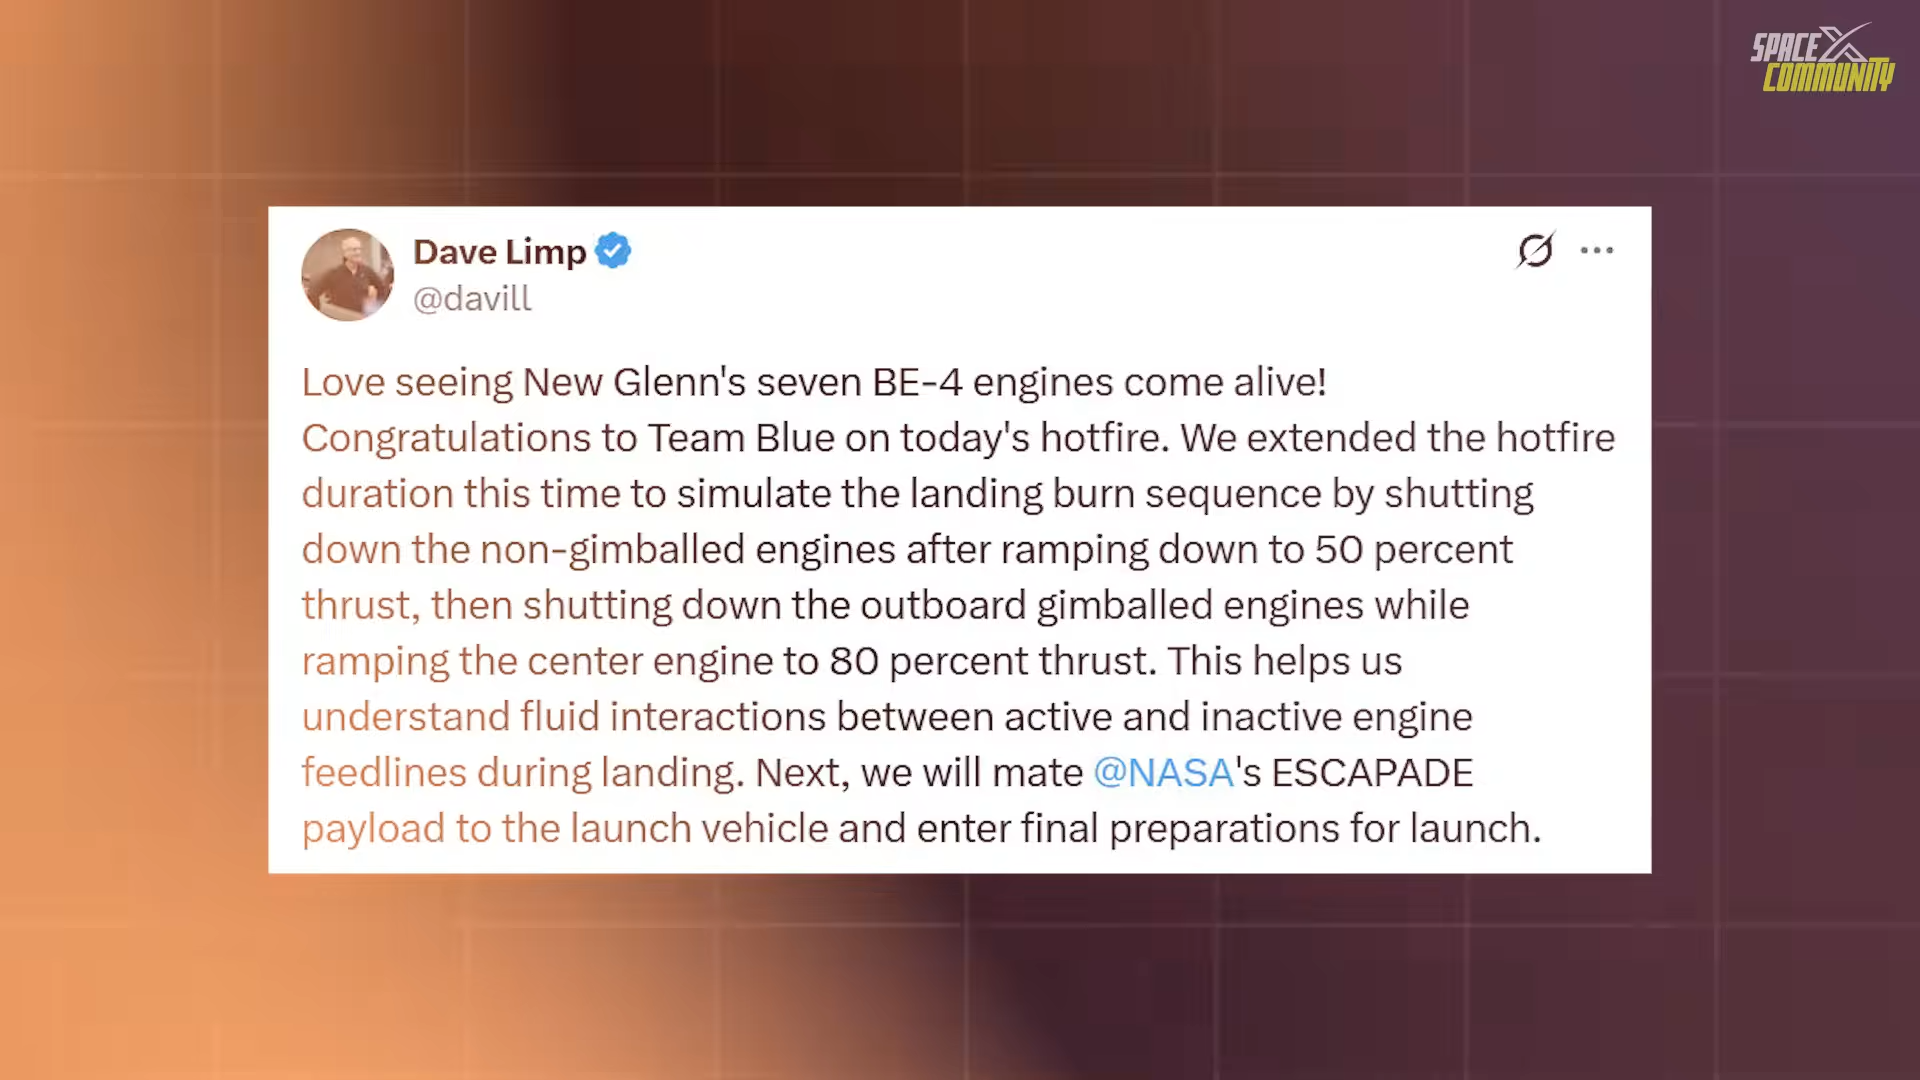 SPACEX
COMMUNITY
Dave Limp
@davill
Love seeing New Glenn's seven BE-4 engines come alive!
Congratulations to Team Blue on today's hotfire. We extended the hotfire
duration this time to simulate the landing burn sequence by shutting
down the non-gimballed engines after ramping down to 50 percent
thrust, then shutting down the outboard gimballed engines while
ramping the center engine to 80 percent thrust. This helps us
understand fluid interactions between active and inactive engine
feedlines during landing. Next, we will mate @NASA's ESCAPADE
payload to the launch vehicle and enter final preparations for launch.